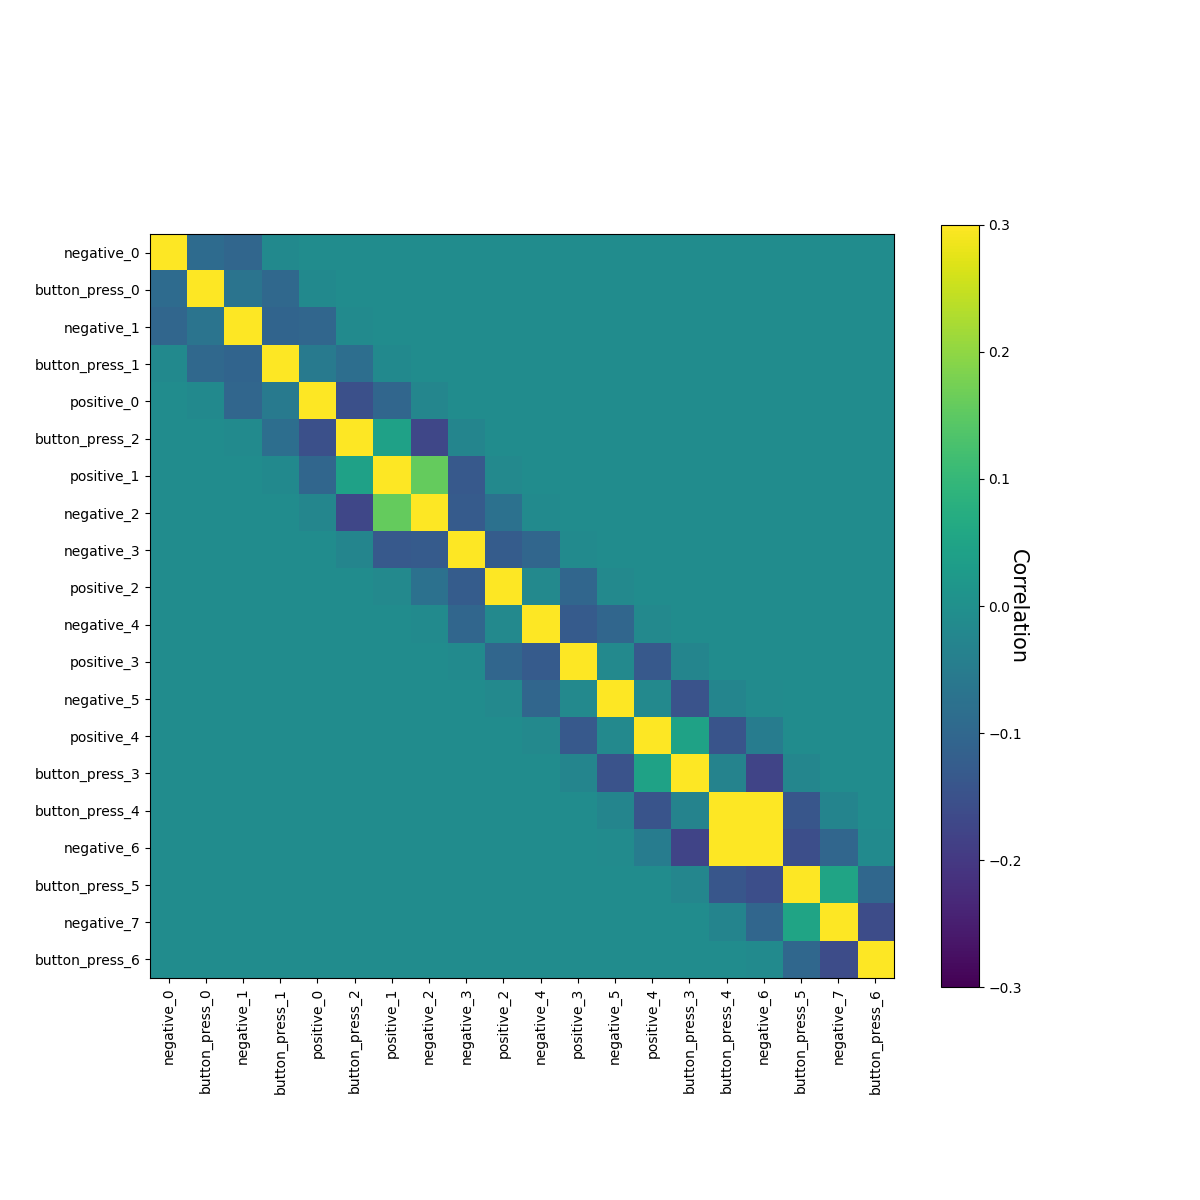 negative_0
button_press_0
negative_1
button_press_1
positive_0
button_press_2
positive_1
negative_2
negative_3
positive_2
negative_4
positive_3
negative_5
positive_4
button_press_3
button_press_4
negative_6
button_press_5
negative_7
button_press_6
negative_0
button_press_0
negative_1
button_press_1
positive_0
button_press_2
positive_1
negative_2
negative_3
positive_2
negative_4
positive_3
negative_5
positive_4
button_press_3
button_press_4
negative_6
button_press_5
negative_7
button_press_6
0.3
0.2
0.1
0.0
−0.1
−0.2
−0.3
Correlation